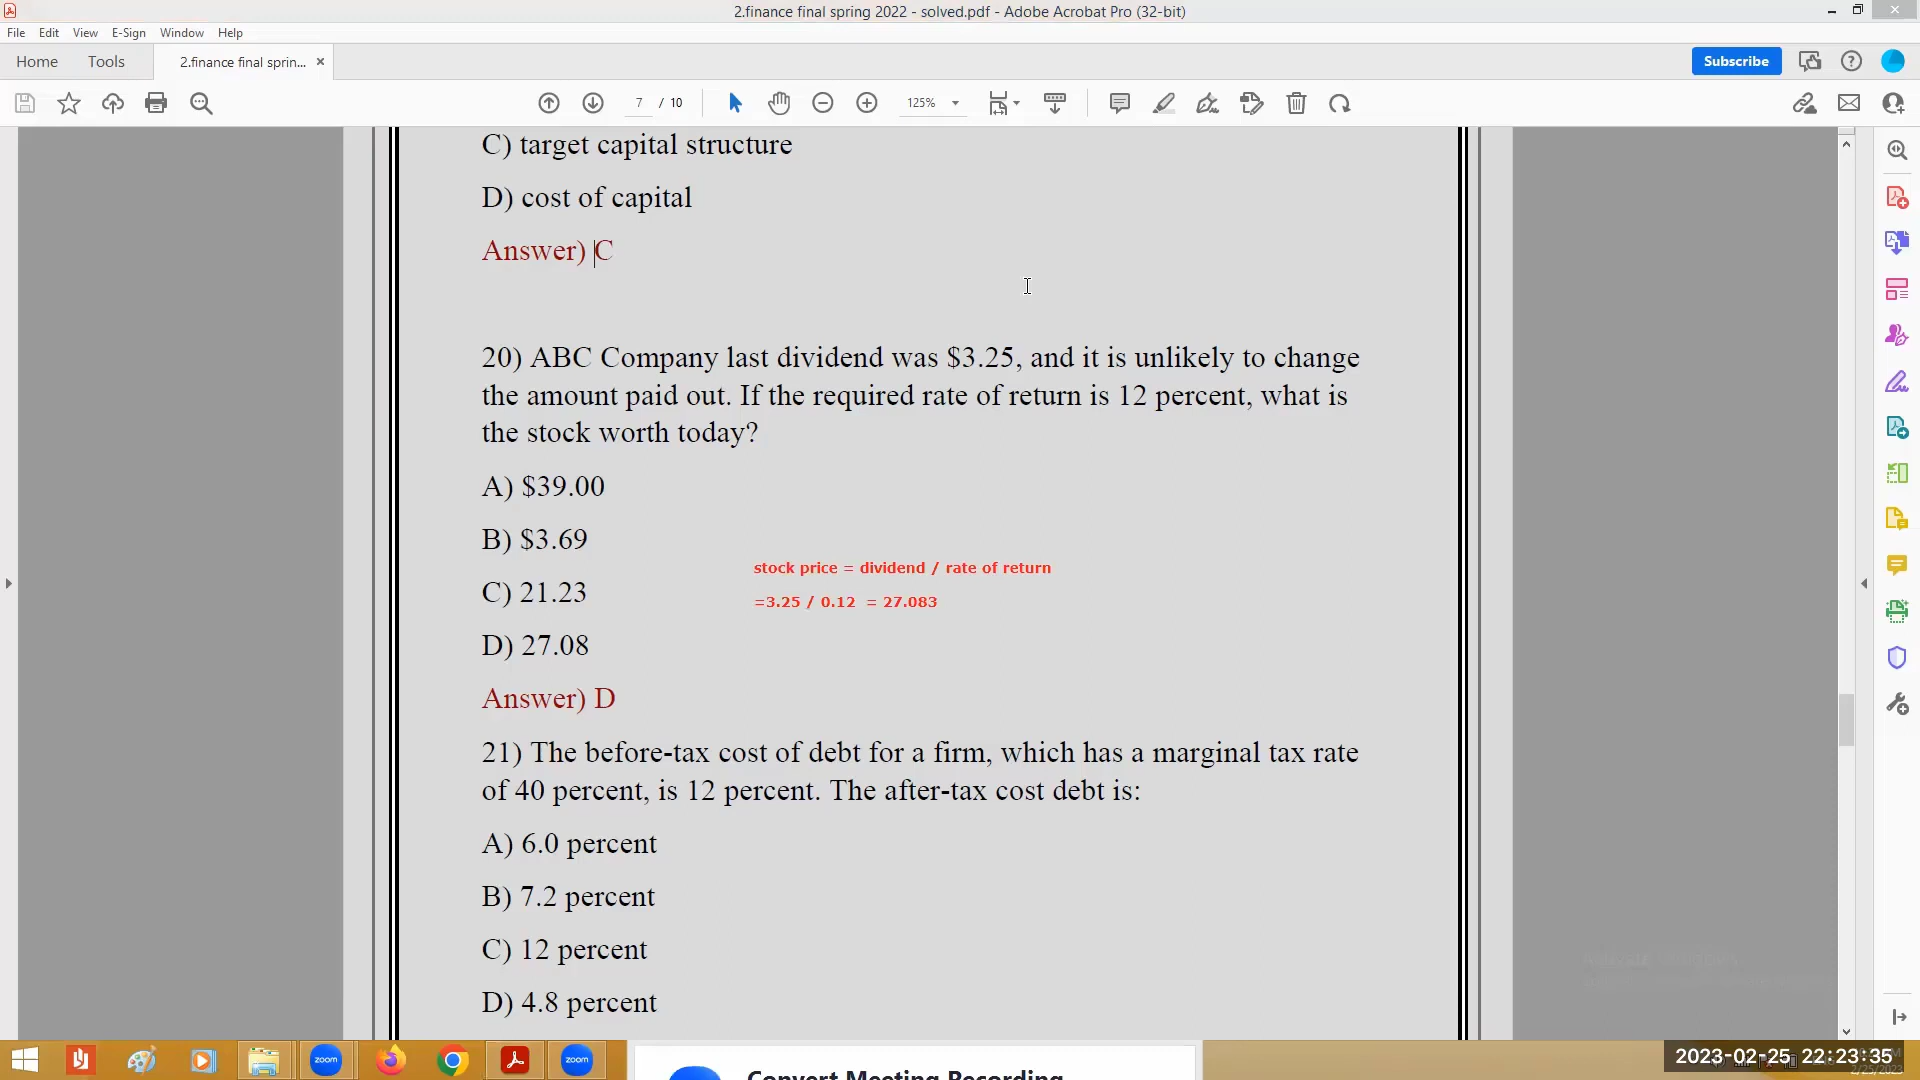 2.finance final spring 2022 - solved.pdf - Adobe Acrobat Pro (32-bit)
File Edit View E-Sign Window Help
Home Tools 2.finance final sprin... Subscribe
7 / 10 125%
C) target capital structure
D) cost of capital
Answer) C
20) ABC Company last dividend was $3.25, and it is unlikely to change
the amount paid out. If the required rate of return is 12 percent, what is
the stock worth today?
A) $39.00
B) $3.69
stock price = dividend / rate of return
C) 21.23
=3.25 / 0.12 = 27.083
D) 27.08
Answer) D
21) The before-tax cost of debt for a firm, which has a marginal tax rate
of 40 percent, is 12 percent. The after-tax cost debt is:
A) 6.0 percent
B) 7.2 percent
C) 12 percent
D) 4.8 percent
zoom zoom
Convert Meeting Recording
2023-02-25 22:23:35
2/25/2023